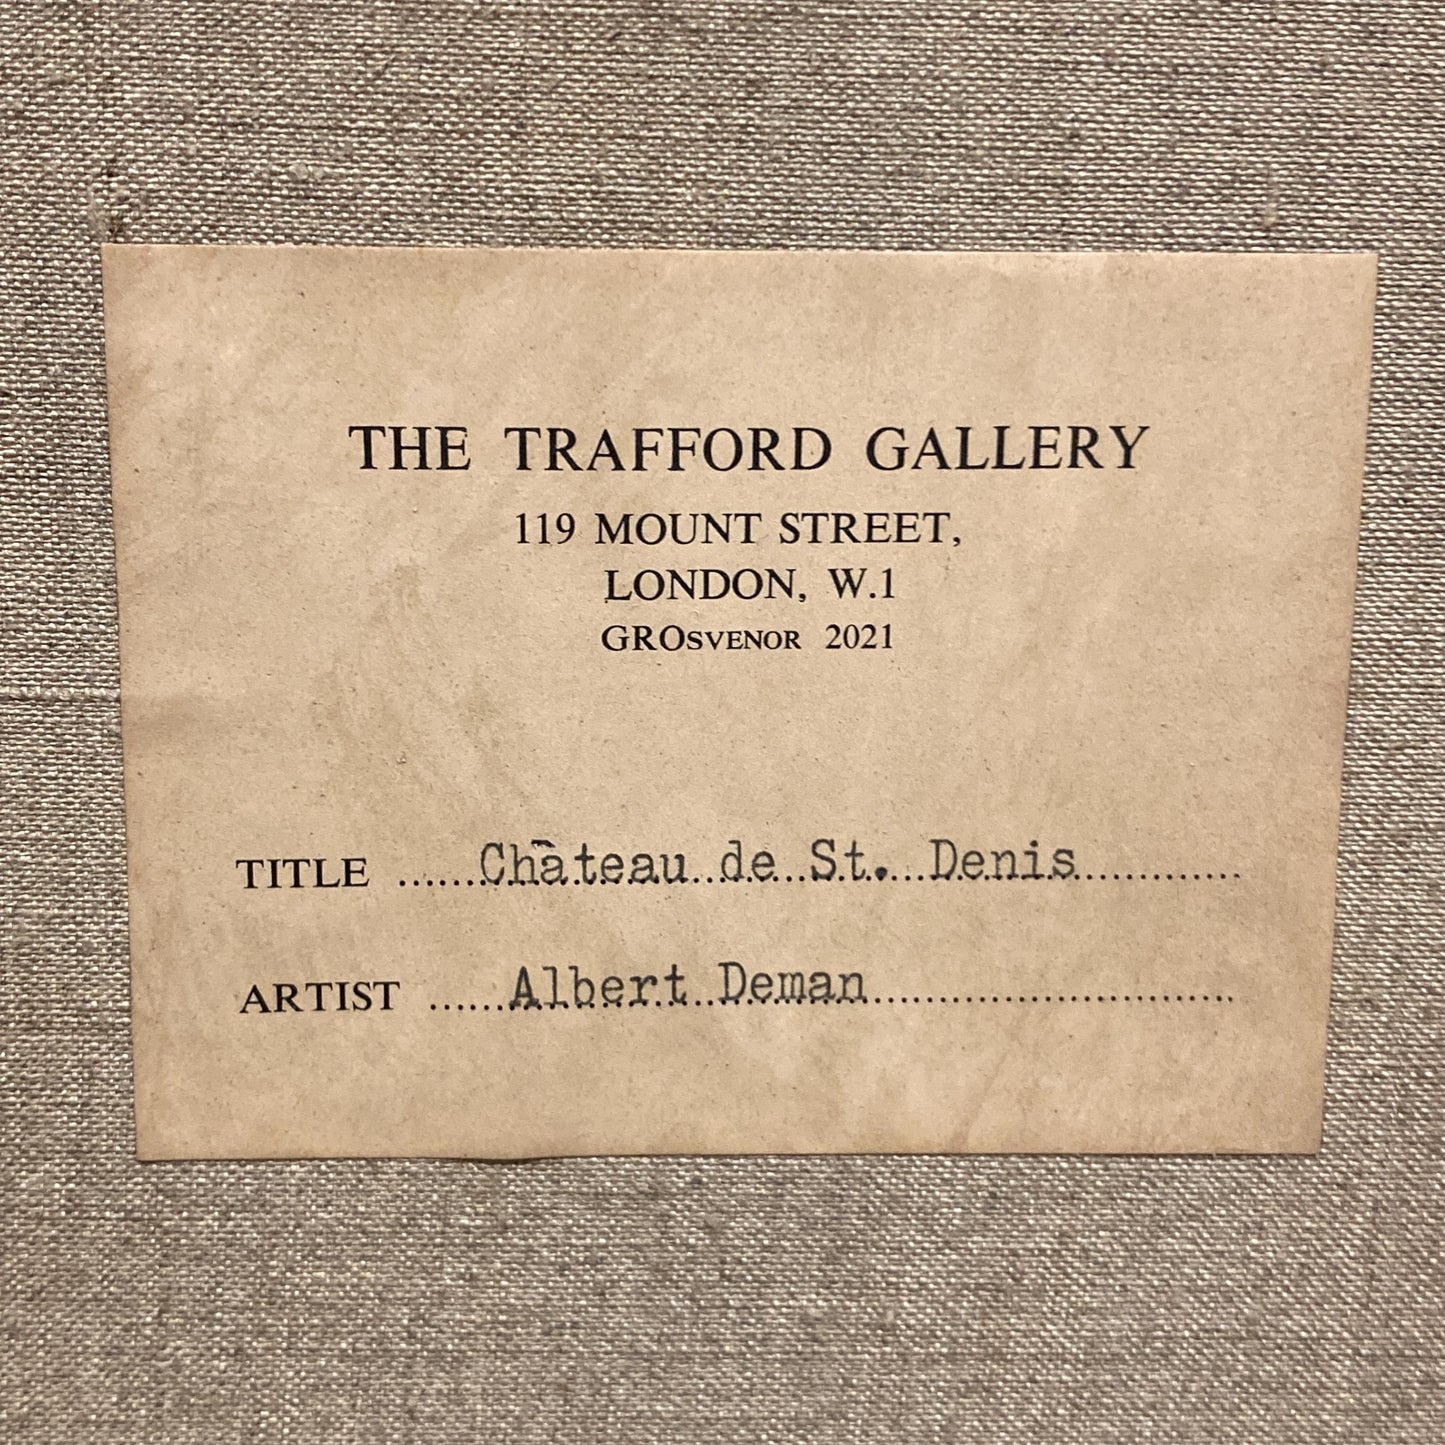 THE TRAFFORD GALLERY
119 MOUNT STREET,
LONDON, W.1
GROSVENOR 2021
TITLE ......Château de St. Denis.............
ARTIST ......Albert Deman............................